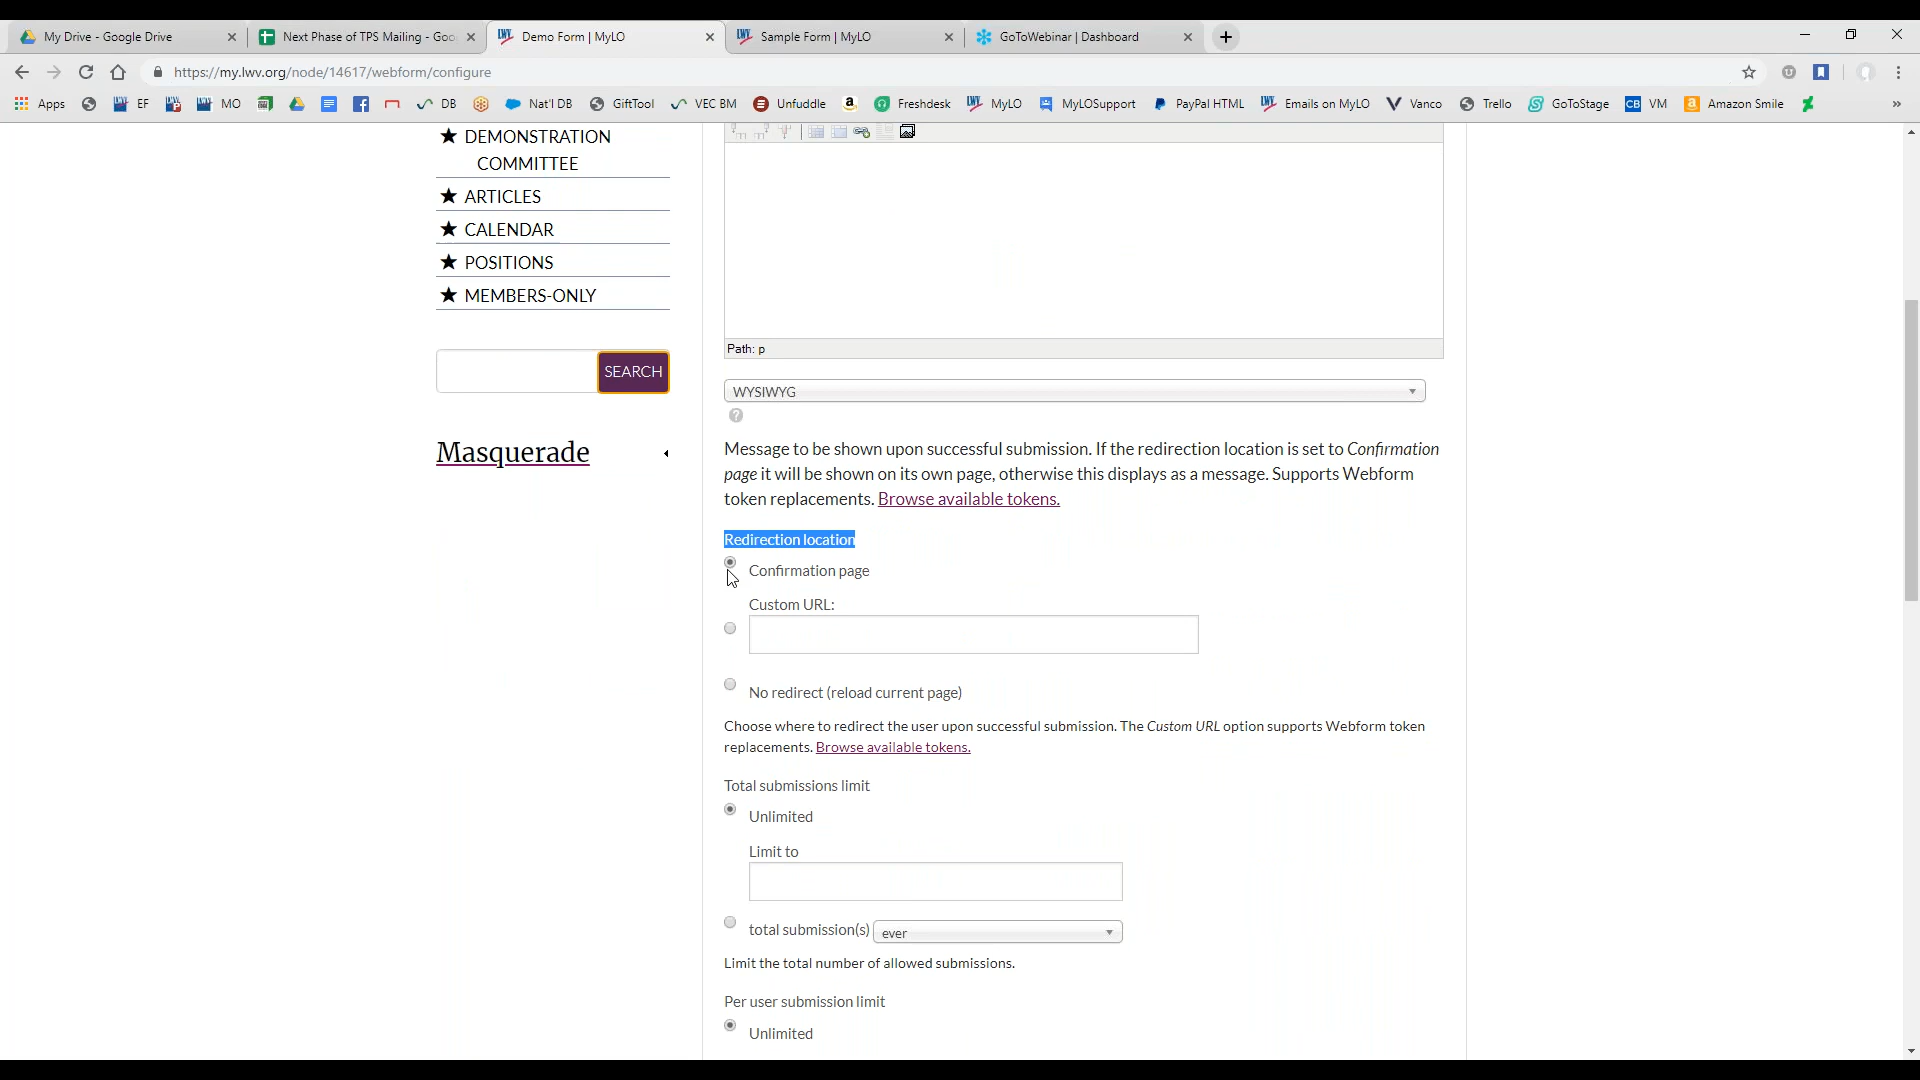 My Drive - Google Drive
Next Phase of TPS Mailing - Goo
Demo Form | MyLO
Sample Form | MyLO
GoToWebinar | Dashboard
https://my.lwv.org/node/14617/webform/configure
Apps
EF
MO
DB
Nat'l DB
GiftTool
VEC BM
Unfuddle
Freshdesk
MyLO
MyLOSupport
PayPal HTML
Emails on MyLO
Vanco
Trello
GoToStage
CB VM
Amazon Smile
DEMONSTRATION
COMMITTEE
ARTICLES
CALENDAR
POSITIONS
MEMBERS-ONLY
SEARCH
Masquerade
Path: p
WYSIWYG
?
Message to be shown upon successful submission. If the redirection location is set to Confirmation
page it will be shown on its own page, otherwise this displays as a message. Supports Webform
token replacements. Browse available tokens.
Redirection location
Confirmation page
Custom URL:
No redirect (reload current page)
Choose where to redirect the user upon successful submission. The Custom URL option supports Webform token
replacements. Browse available tokens.
Total submissions limit
Unlimited
Limit to
total submission(s) ever
Limit the total number of allowed submissions.
Per user submission limit
Unlimited